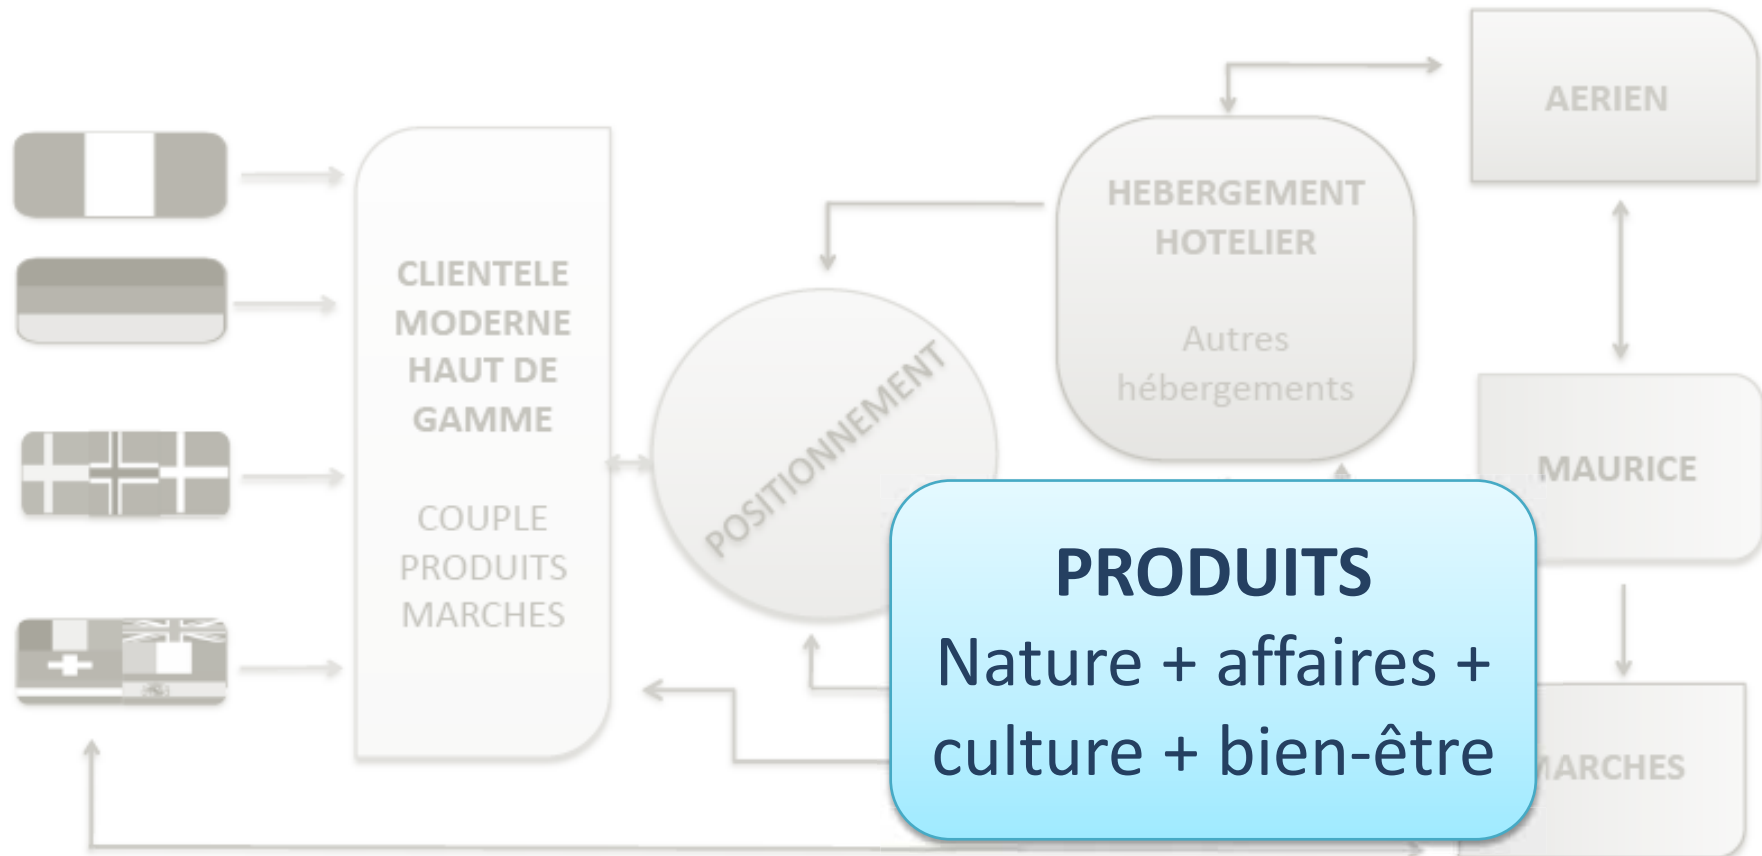 AERIEN
HEBERGEMENT
HOTELIER
Autres
hébergements
CLIENTELE
MODERNE
HAUT DE
GAMME
COUPLE
PRODUITS
MARCHES
POSITIONNEMENT
MAURICE
PRODUITS
Nature + affaires +
culture + bien-être
MARCHES